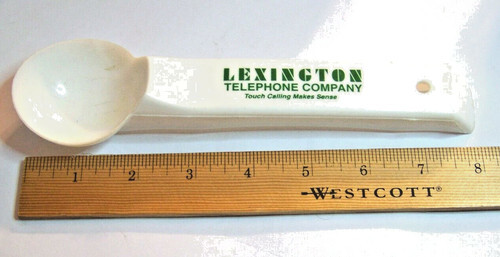 LEXINGTON
TELEPHONE COMPANY
Touch Calling Makes Sense
1 2 3 4 5 6 7 8
WESTCOTT®